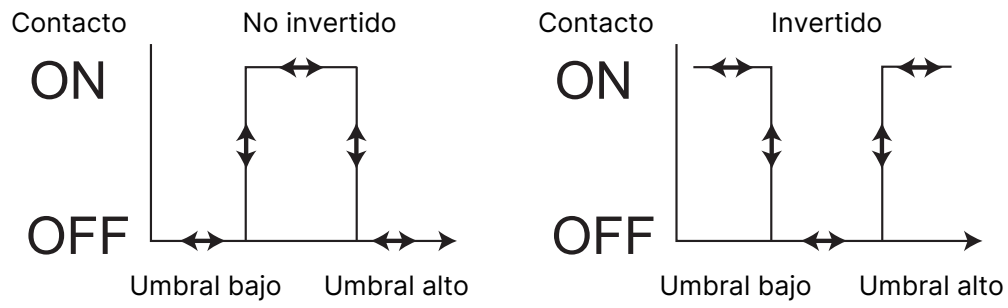 Contacto No invertido
ON
OFF
Umbral bajo Umbral alto
Contacto Invertido
ON
OFF
Umbral bajo Umbral alto